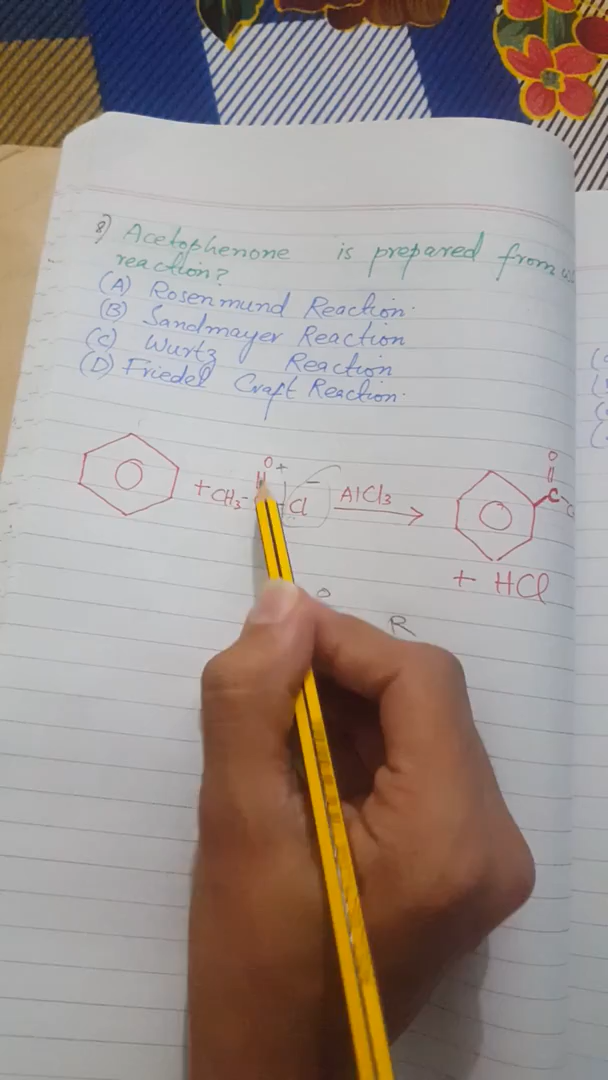 8) Acetophenone is prepared from
reaction?
(A) Rosenmund Reaction.
(B) Sandmayer Reaction
(C) Wurtz Reaction
(D) Friedel Craft Reaction.
O + O
+ CH3- - Cl AlCl3 C
+ HCl
R